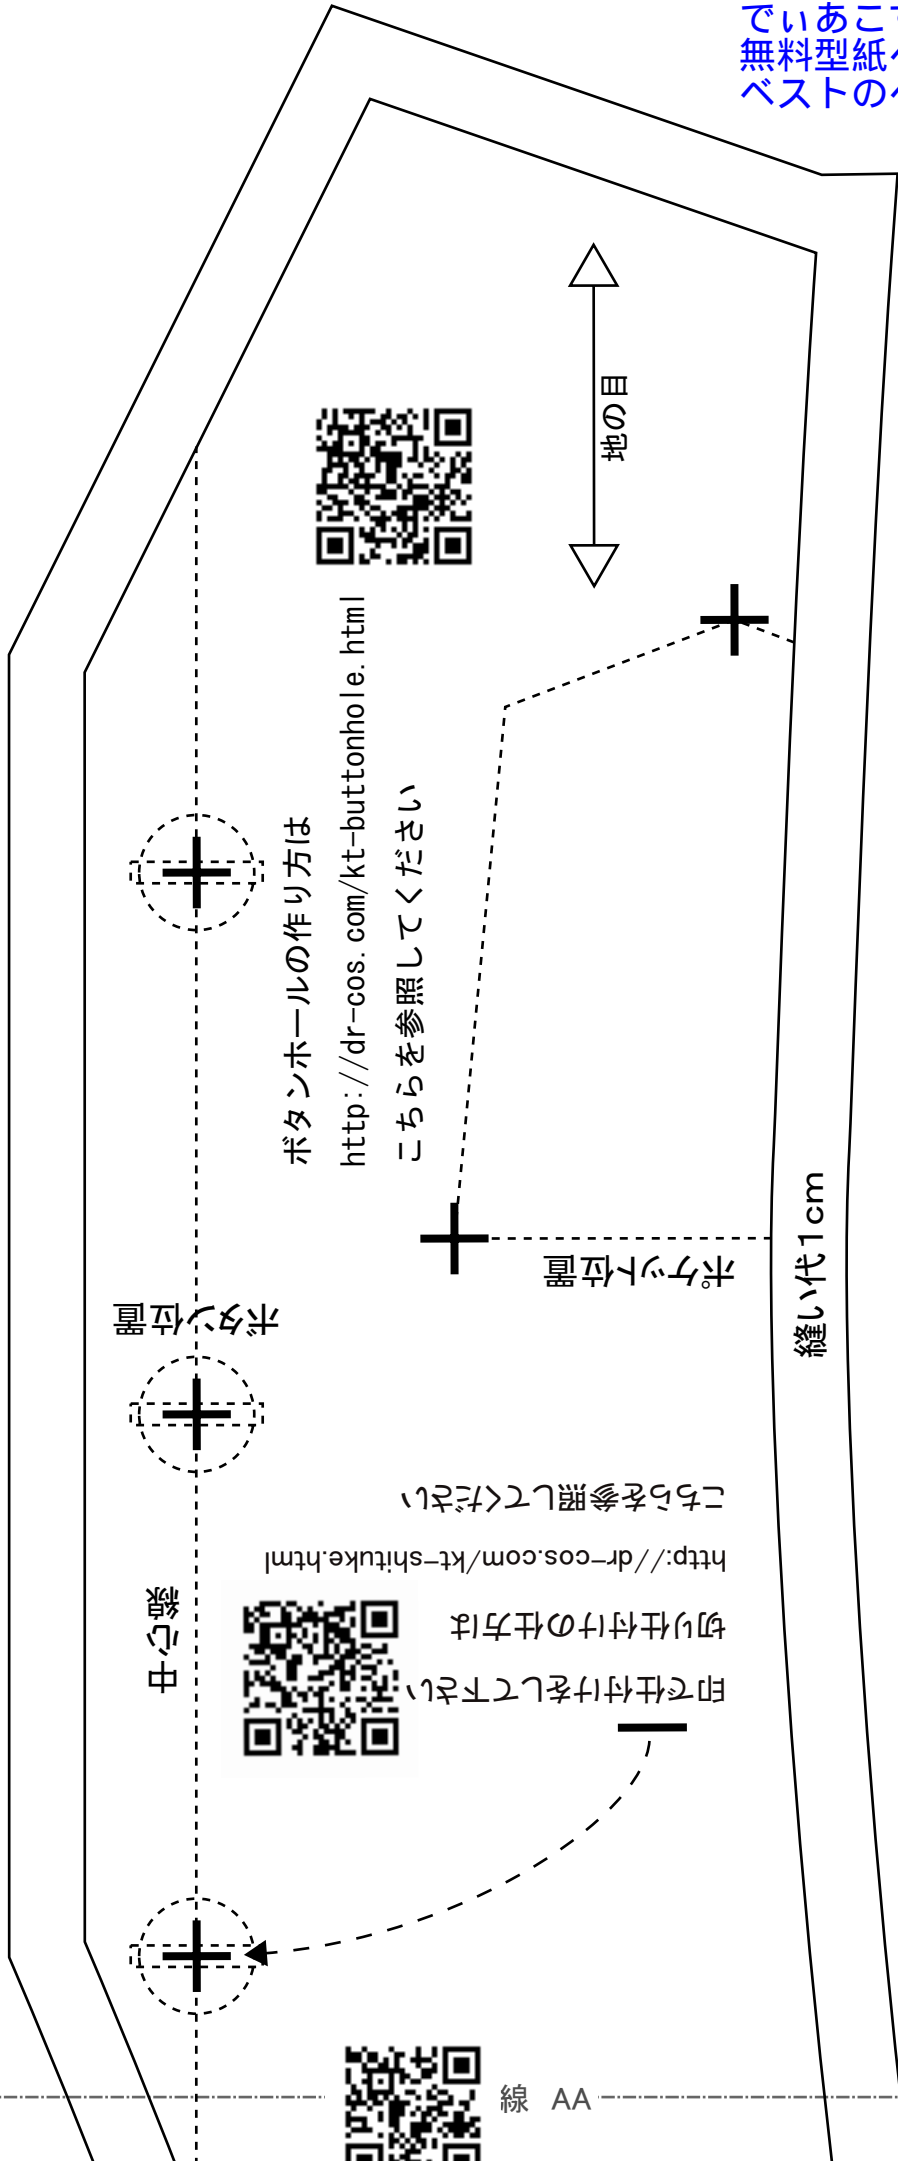 でぃあこ
無料型紙
ベストの
地の目
ボタンホールの作り方は
http://dr-cos.com/kt-buttonhole.html
こちらを参照してください
ポケット位置
縫い代1cm
ボタン位置
印で仕付けをして下さい
切り仕付けの仕方は
http://dr-cos.com/kt-shituke.html
こちらを参照してください
中心線
線 AA